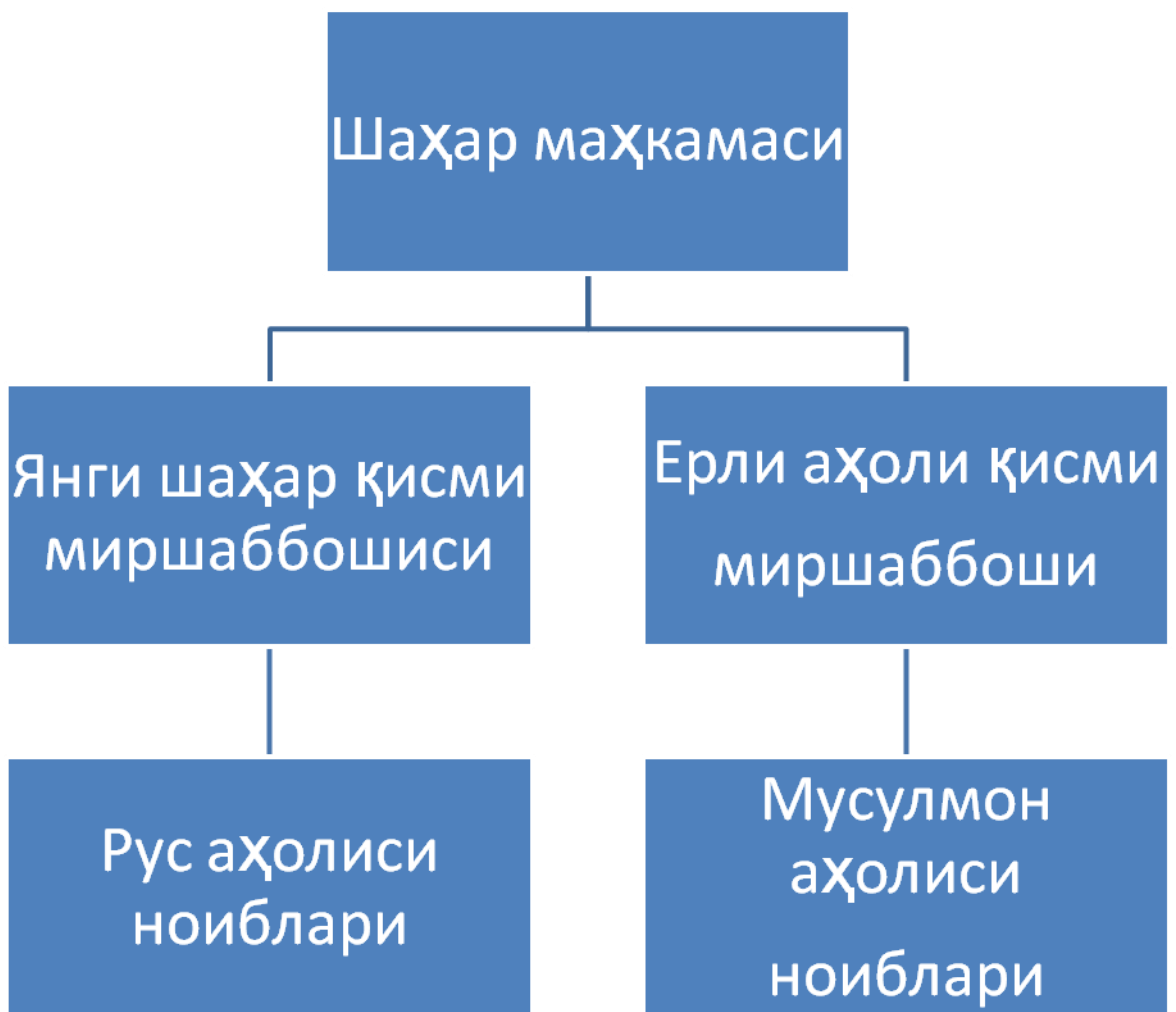 Шаҳар маҳкамаси
Янги шаҳар қисми
миршаббошиси
Ерли аҳоли қисми
миршаббоши
Рус аҳолиси
ноиблари
Мусулмон
аҳолиси
ноиблари